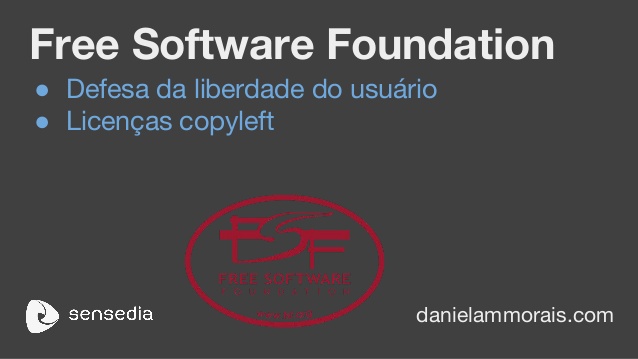 Free Software Foundation
● Defesa da liberdade do usuário
● Licenças copyleft
FSF
FREE SOFTWARE
FOUNDATION
sensedia
danielammorais.com